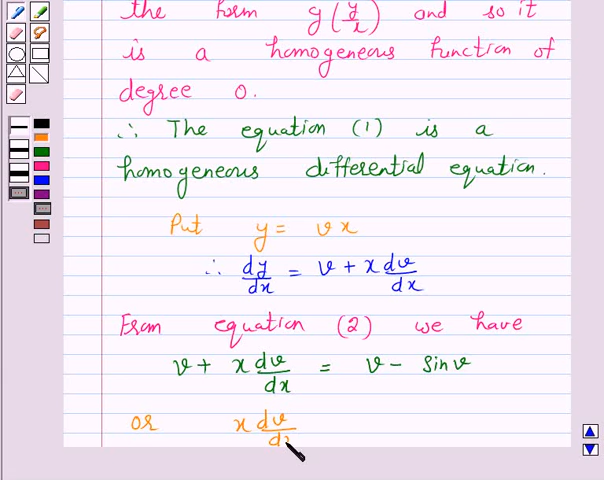 the form g(y/x) and so it
is a homogeneous function of
degree 0.
∴ The equation (1) is a
homogeneous differential equation.
Put y = vx
∴ dy/dx = v + x dv/dx
From equation (2) we have
v + x dv/dx = v - sin v
or x dv/dx